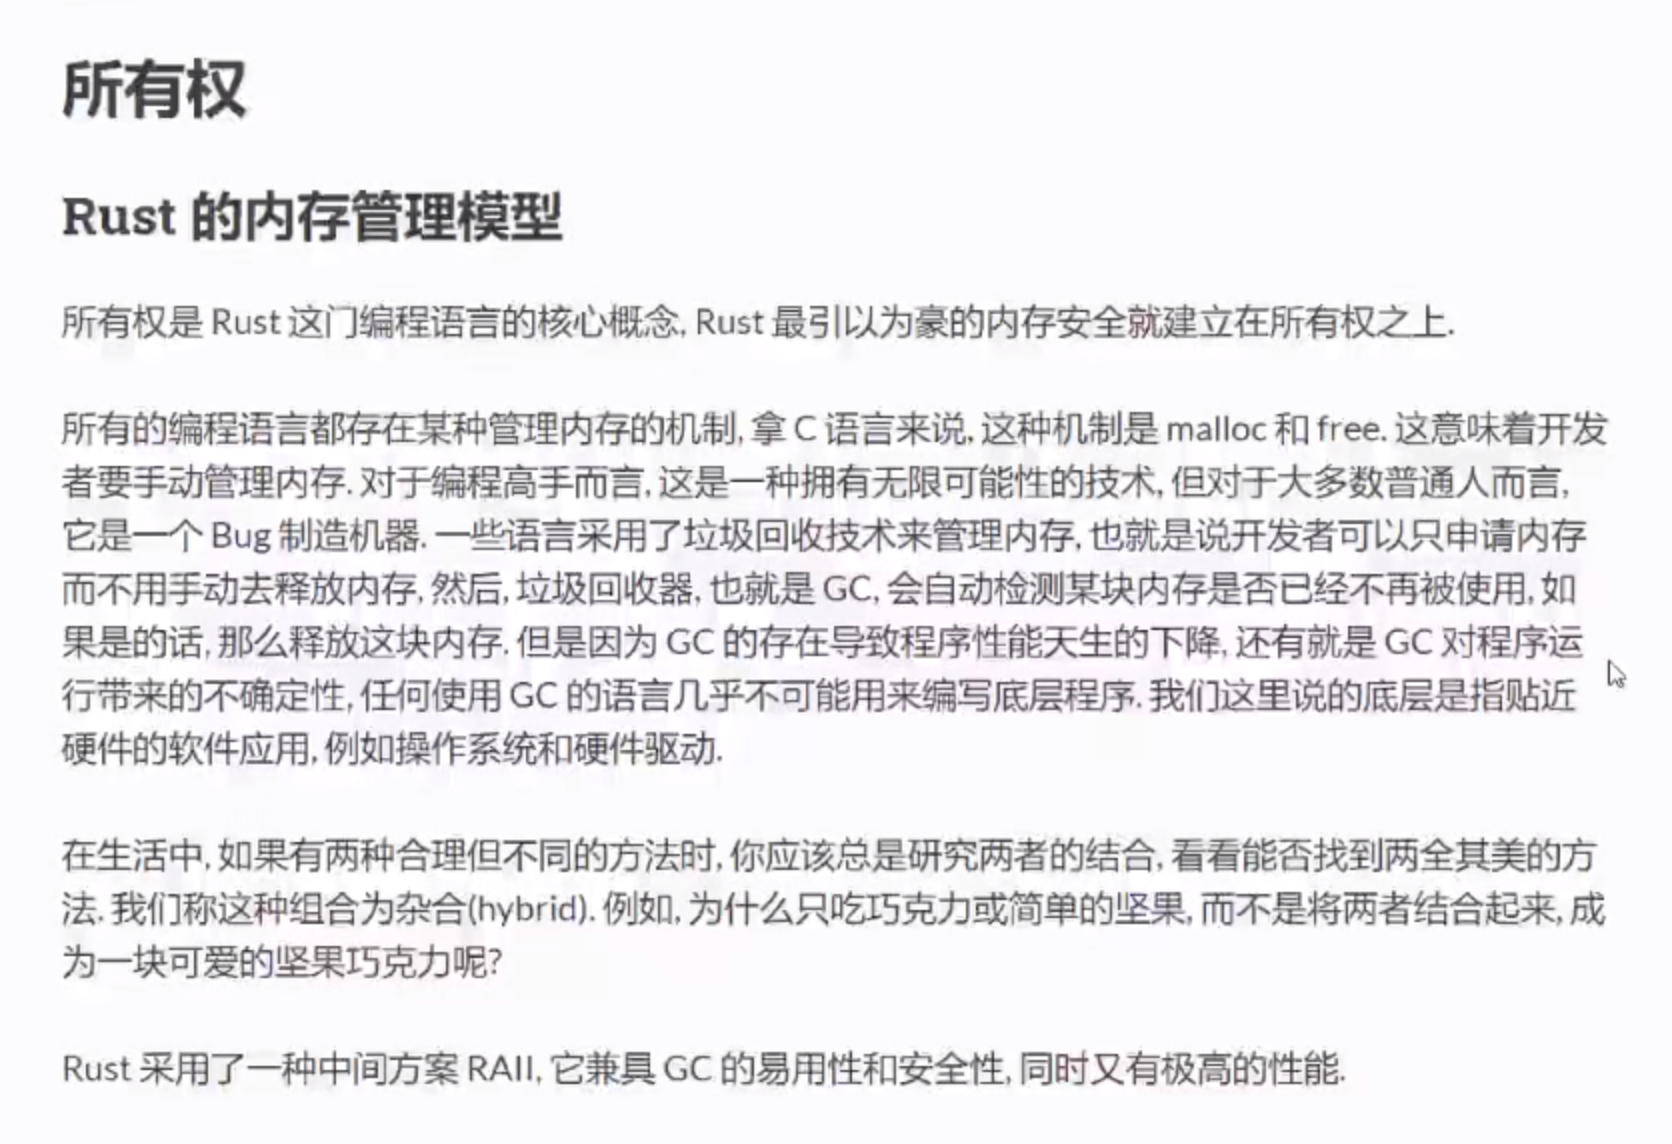 所有权
Rust 的内存管理模型
所有权是 Rust 这门编程语言的核心概念, Rust 最引以为豪的内存安全就建立在所有权之上.
所有的编程语言都存在某种管理内存的机制, 拿 C 语言来说, 这种机制是 malloc 和 free. 这意味着开发
者要手动管理内存. 对于编程高手而言, 这是一种拥有无限可能性的技术, 但对于大多数普通人而言,
它是一个 Bug 制造机器. 一些语言采用了垃圾回收技术来管理内存, 也就是说开发者可以只申请内存
而不用手动去释放内存, 然后, 垃圾回收器, 也就是 GC, 会自动检测某块内存是否已经不再被使用, 如
果是的话, 那么释放这块内存. 但是因为 GC 的存在导致程序性能天生的下降, 还有就是 GC 对程序运
行带来的不确定性, 任何使用 GC 的语言几乎不可能用来编写底层程序. 我们这里说的底层是指贴近
硬件的软件应用, 例如操作系统和硬件驱动.
在生活中, 如果有两种合理但不同的方法时, 你应该总是研究两者的结合, 看看能否找到两全其美的方
法. 我们称这种组合为杂合(hybrid). 例如, 为什么只吃巧克力或简单的坚果, 而不是将两者结合起来, 成
为一块可爱的坚果巧克力呢?
Rust 采用了一种中间方案 RAII, 它兼具 GC 的易用性和安全性, 同时又有极高的性能.